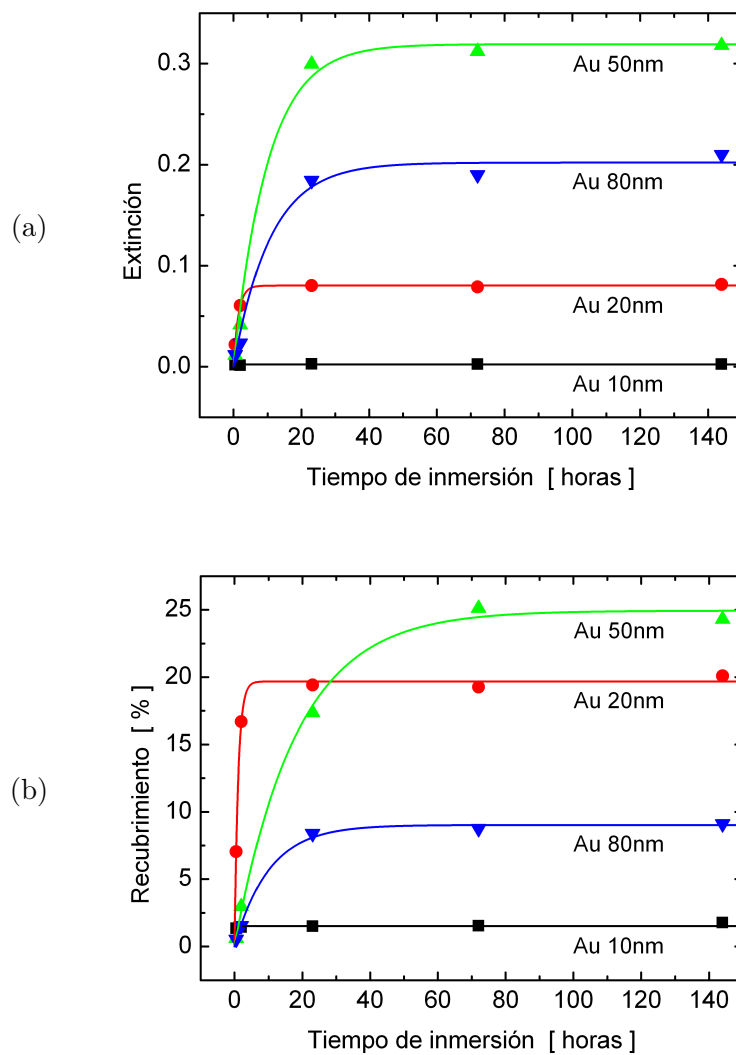 (a)
Extinción
0.3
0.2
0.1
0.0
Au 50nm
Au 80nm
Au 20nm
Au 10nm
0 20 40 60 80 100 120 140
Tiempo de inmersión [ horas ]
(b)
Recubrimiento [ % ]
25
20
15
10
5
0
Au 50nm
Au 20nm
Au 80nm
Au 10nm
0 20 40 60 80 100 120 140
Tiempo de inmersión [ horas ]